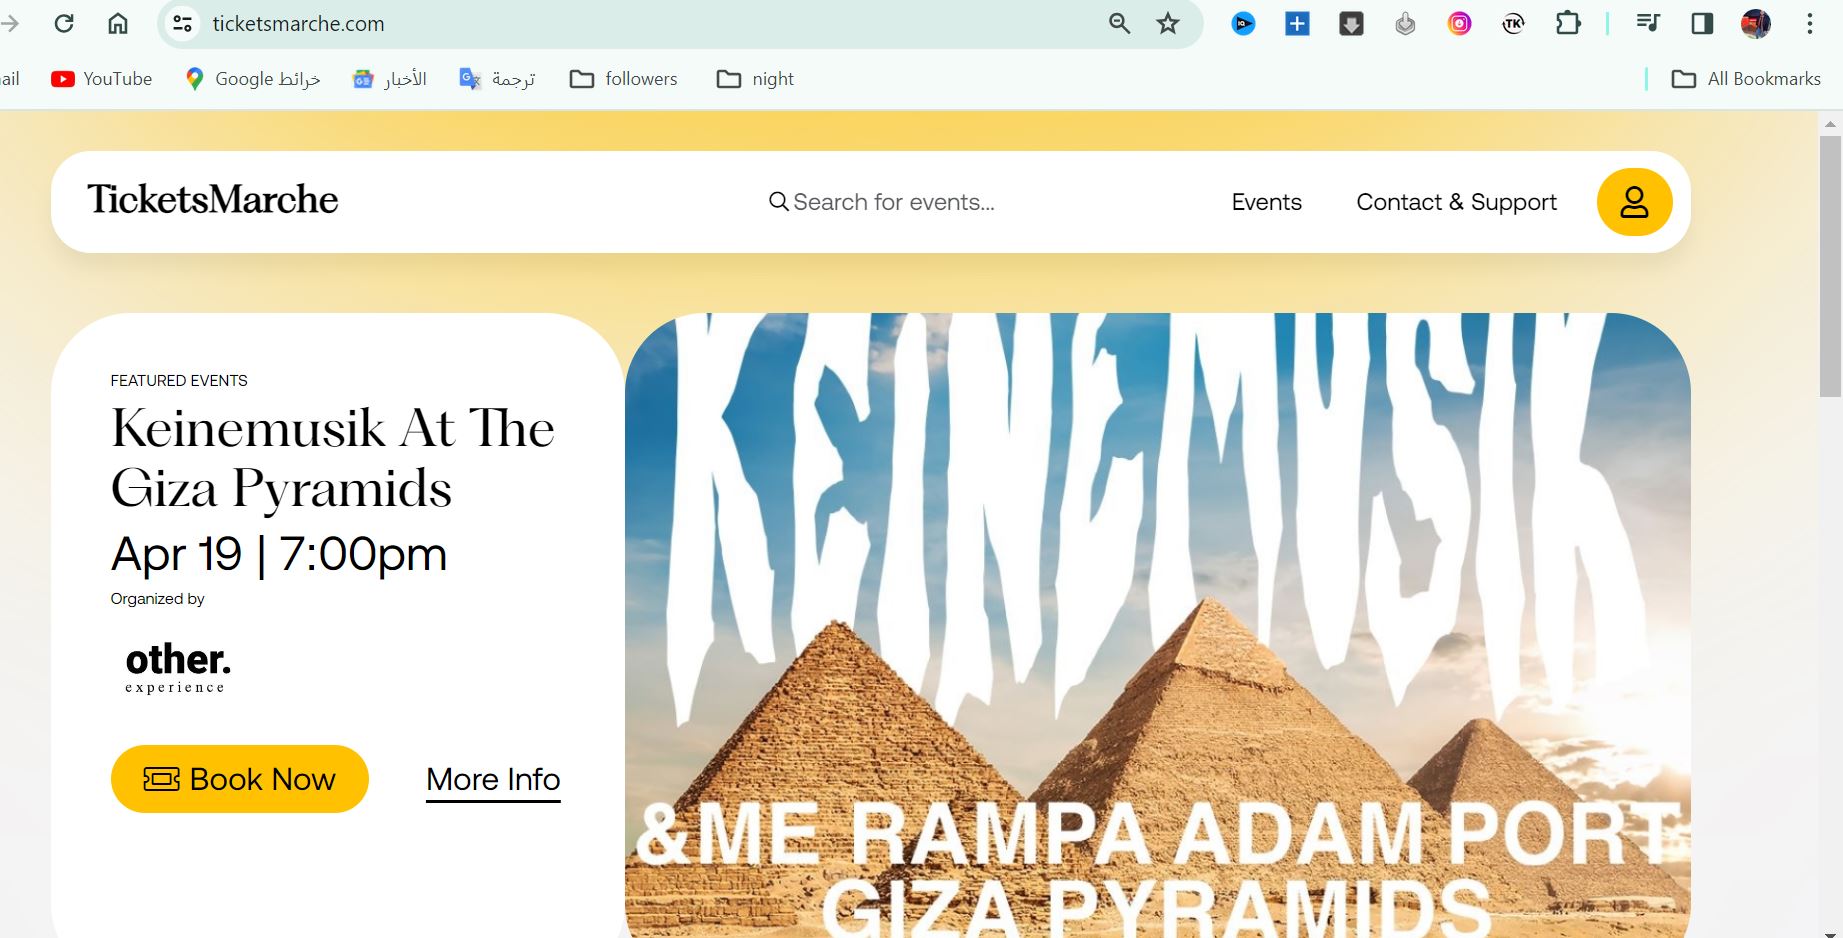 ticketsmarche.com
TK
ail
YouTube
خرائط Google
الأخبار
ترجمة
followers
night
All Bookmarks
TicketsMarche
Search for events...
Events
Contact & Support
FEATURED EVENTS
Keinemusik At The
Giza Pyramids
Apr 19 | 7:00pm
Organized by
other.
experience
Book Now
More Info
KEINEMUSIK
&ME RAMPA ADAM PORT
GIZA PYRAMIDS